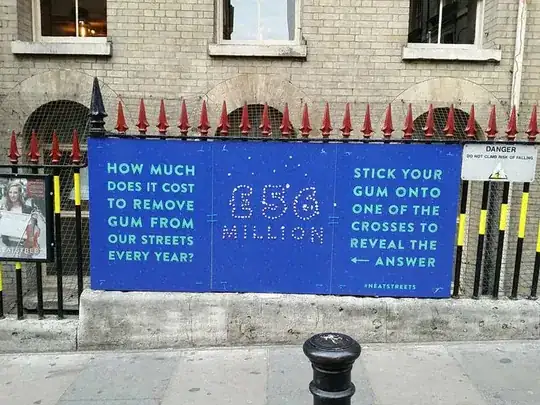 HOW MUCH
DOES IT COST
TO REMOVE
GUM FROM
OUR STREETS
EVERY YEAR?
£56
MILLION
STICK YOUR
GUM ONTO
ONE OF THE
CROSSES TO
REVEAL THE
← ANSWER
#NEATSTREETS
DANGER
DO NOT CLIMB RISK OF FALLING
#NEATSTREETS